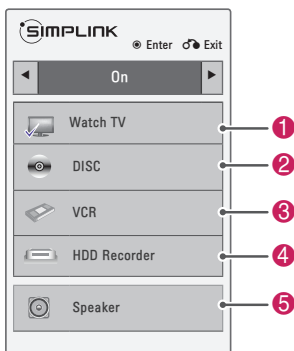 SIMPLINK
Enter Exit
◄ On ►
Watch TV 1
DISC 2
VCR 3
HDD Recorder 4
Speaker 5